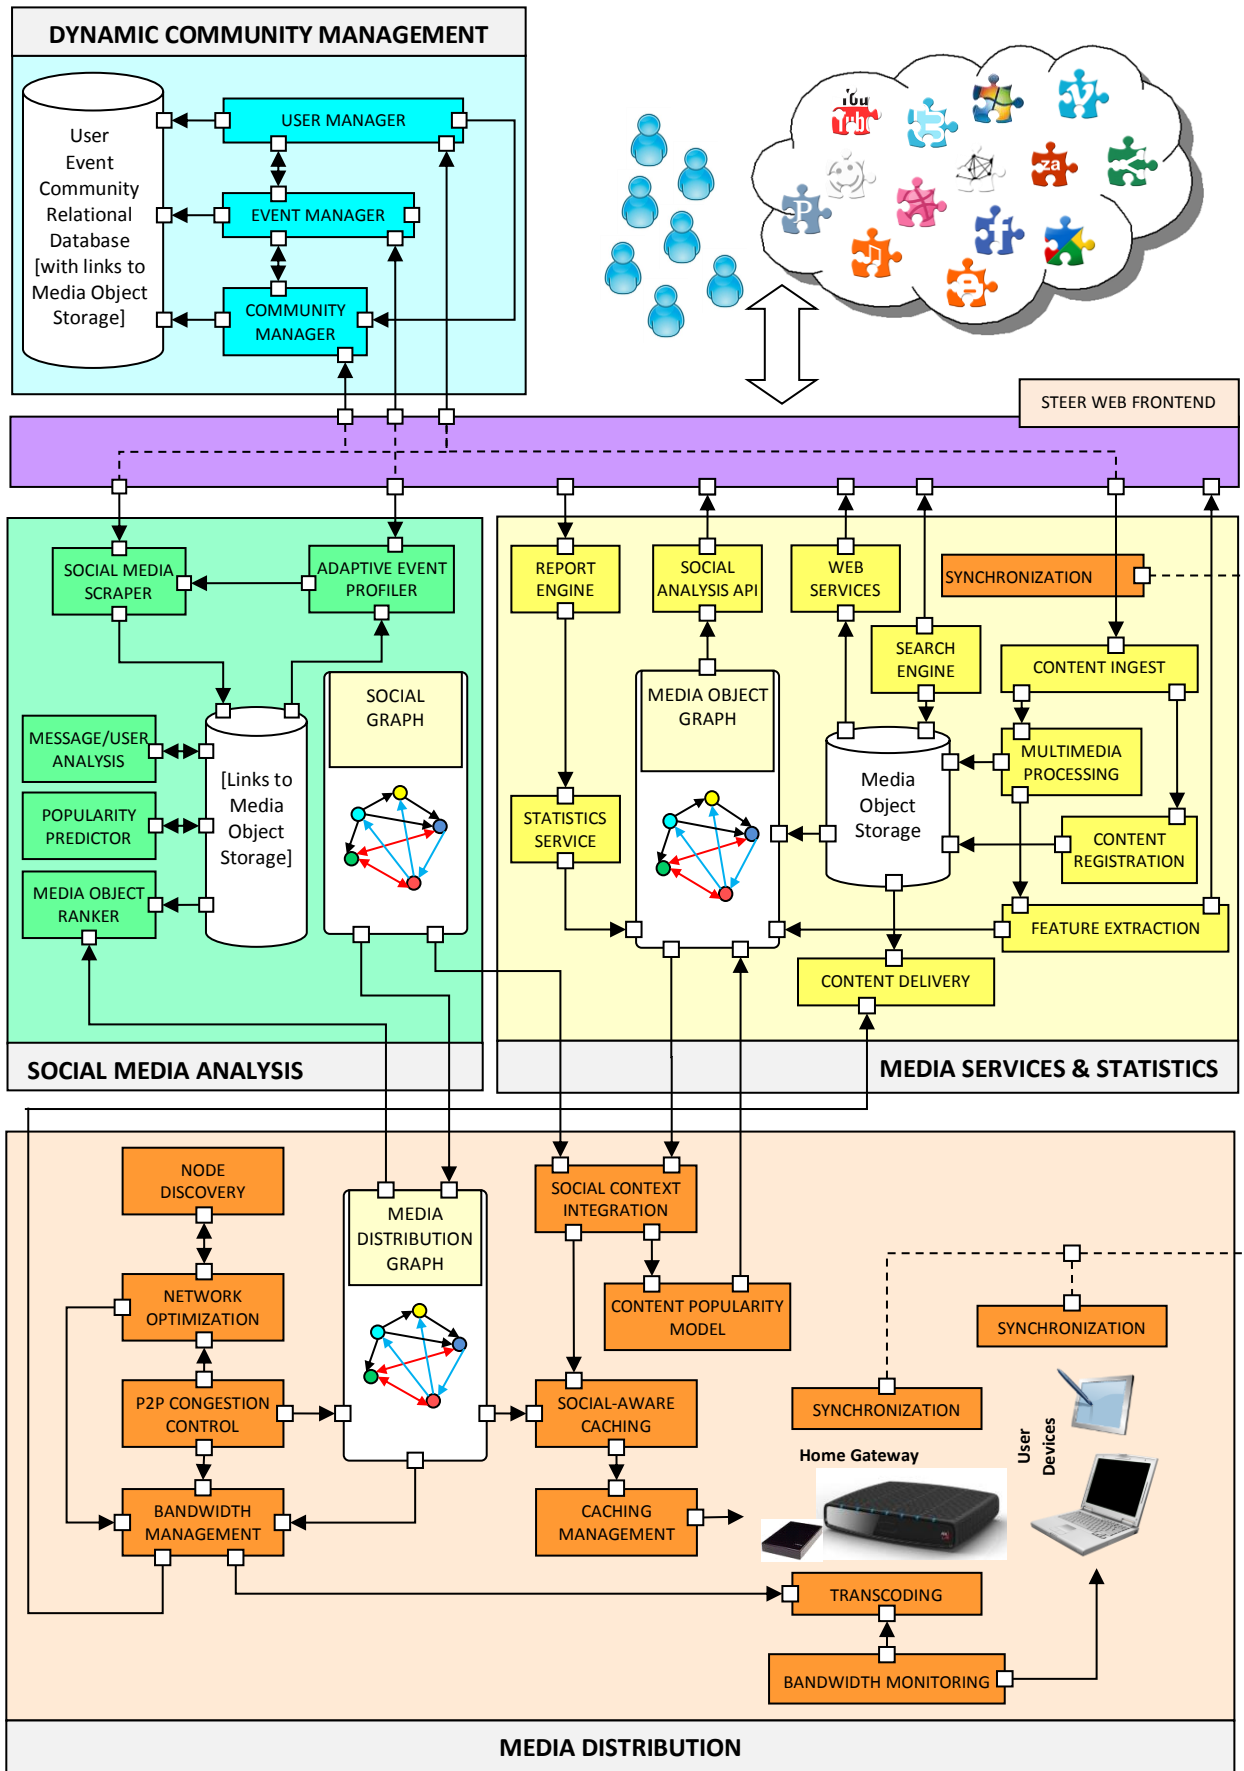 DYNAMIC COMMUNITY MANAGEMENT
User
Event
Community
Relational
Database
[with links to
Media Object
Storage]
USER MANAGER
EVENT MANAGER
COMMUNITY
MANAGER
You
Tube
za
P
f
STEER WEB FRONTEND
SOCIAL MEDIA
SCRAPER
ADAPTIVE EVENT
PROFILER
MESSAGE/USER
ANALYSIS
POPULARITY
PREDICTOR
MEDIA OBJECT
RANKER
[Links to
Media
Object
Storage]
SOCIAL
GRAPH
SOCIAL MEDIA ANALYSIS
REPORT
ENGINE
SOCIAL
ANALYSIS API
WEB
SERVICES
SYNCHRONIZATION
SEARCH
ENGINE
CONTENT INGEST
MEDIA OBJECT
GRAPH
MULTIMEDIA
PROCESSING
Media
Object
Storage
STATISTICS
SERVICE
CONTENT
REGISTRATION
FEATURE EXTRACTION
CONTENT DELIVERY
MEDIA SERVICES & STATISTICS
NODE
DISCOVERY
NETWORK
OPTIMIZATION
P2P CONGESTION
CONTROL
BANDWIDTH
MANAGEMENT
MEDIA
DISTRIBUTION
GRAPH
SOCIAL CONTEXT
INTEGRATION
CONTENT POPULARITY
MODEL
SOCIAL-AWARE
CACHING
CACHING
MANAGEMENT
SYNCHRONIZATION
SYNCHRONIZATION
Home Gateway
User
Devices
TRANSCODING
BANDWIDTH MONITORING
MEDIA DISTRIBUTION